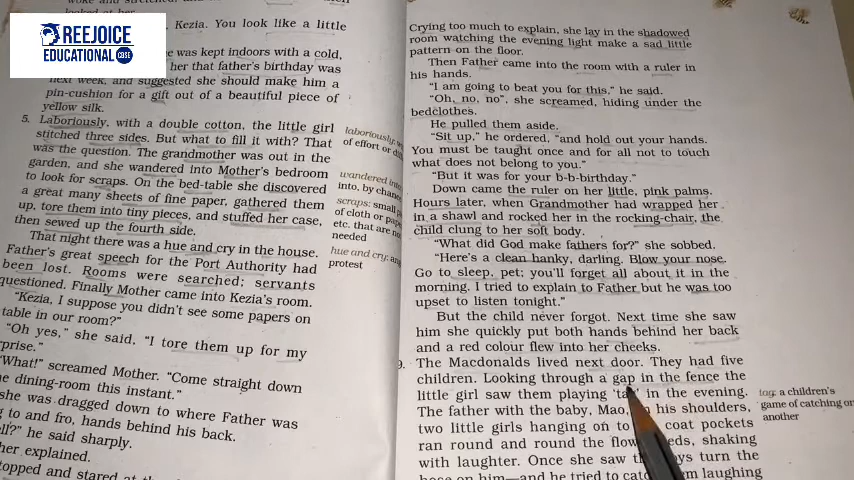 REEJOICE
EDUCATIONAL CBSE
looked at her
Kezia. You look like a little
was kept indoors with a cold,
her that father's birthday was
next week, and suggested she should make him a
pin-cushion for a gift out of a beautiful piece of
yellow silk.
5. Laboriously, with a double cotton, the little girl
stitched three sides. But what to fill it with? That
was the question. The grandmother was out in the
garden, and she wandered into Mother's bedroom
to look for scraps. On the bed-table she discovered
a great many sheets of fine paper, gathered them
up, tore them into tiny pieces, and stuffed her case,
then sewed up the fourth side.
That night there was a hue and cry in the house.
Father's great speech for the Port Authority had
been lost. Rooms were searched; servants
questioned. Finally Mother came into Kezia's room.
"Kezia, I suppose you didn't see some papers on
table in our room?"
"Oh yes," she said, "I tore them up for my
prise."
"What!" screamed Mother. "Come straight down
dining-room this instant."
was dragged down to where Father was
to and fro, hands behind his back.
he said sharply.
explained.
stopped and stared at
laboriously:
of effort or
wandered into
into, by chance
scraps: small
of cloth or
etc. that are
needed
hue and cry:
protest
Crying too much to explain, she lay in the shadowed
room watching the evening light make a sad little
pattern on the floor.
Then Father came into the room with a ruler in
his hands.
"I am going to beat you for this," he said.
"Oh, no, no", she screamed, hiding under the
bedclothes.
He pulled them aside.
"Sit up," he ordered, "and hold out your hands.
You must be taught once and for all not to touch
what does not belong to you."
"But it was for your b-b-birthday."
Down came the ruler on her little, pink palms.
Hours later, when Grandmother had wrapped her
in a shawl and rocked her in the rocking-chair, the
child clung to her soft body.
"What did God make fathers for?" she sobbed.
"Here's a clean hanky, darling. Blow your nose.
Go to sleep, pet; you'll forget all about it in the
morning. I tried to explain to Father but he was too
upset to listen tonight."
But the child never forgot. Next time she saw
him she quickly put both hands behind her back
and a red colour flew into her cheeks.
9. The Macdonalds lived next door. They had five
children. Looking through a gap in the fence the
little girl saw them playing 'tag' in the evening.
The father with the baby, Mao, on his shoulders,
two little girls hanging on to coat pockets
ran round and round the flower-beds, shaking
with laughter. Once she saw the boys turn the
hose on him—and he tried to catch them laughing
tag: a children's
game of catching or
another